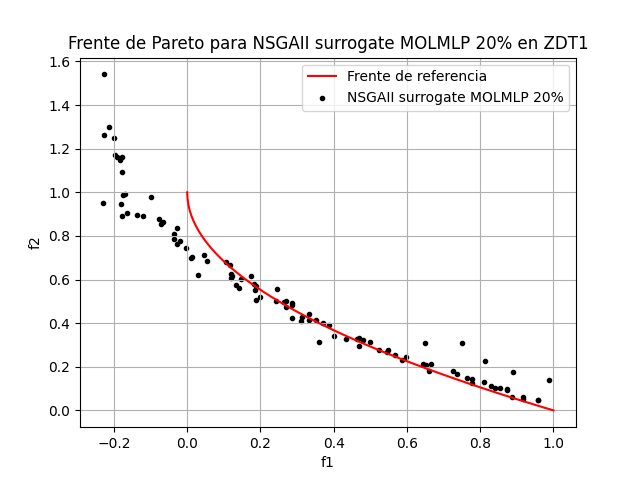 Frente de Pareto para NSGAII surrogate MOLMLP 20% en ZDT1
Frente de referencia
NSGAII surrogate MOLMLP 20%
f2
1.6
1.4
1.2
1.0
0.8
0.6
0.4
0.2
0.0
−0.2 0.0 0.2 0.4 0.6 0.8 1.0
f1